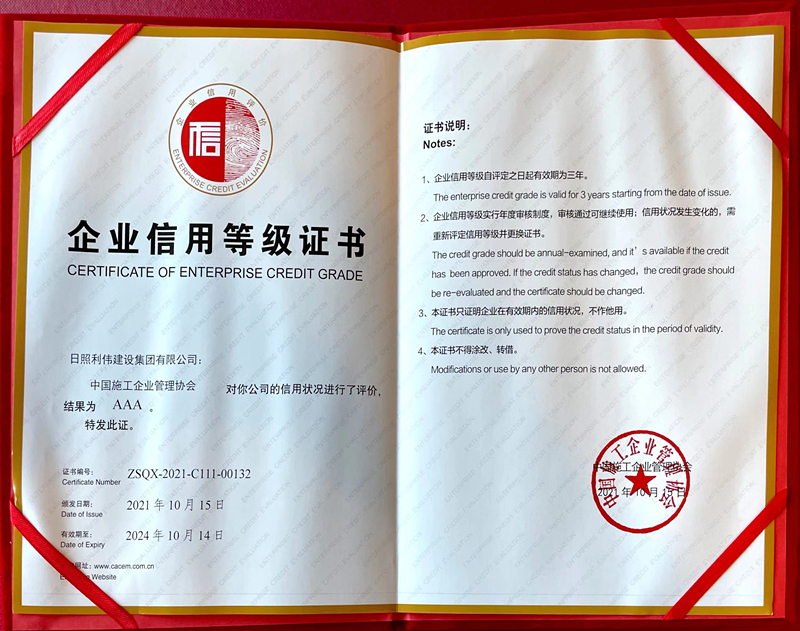 企业信用评价
信
ENTERPRISE CREDIT EVALUATION
企业信用等级证书
CERTIFICATE OF ENTERPRISE CREDIT GRADE
日照利伟建设集团有限公司：
中国施工企业管理协会 对你公司的信用状况进行了评价，
结果为 AAA 。
特发此证。
证书编号： ZSQX-2021-C111-00132
Certificate Number
颁发日期： 2021 年 10 月 15 日
Date of Issue
有效期至： 2024 年 10 月 14 日
Date of Expiry
网址：www.cacem.com.cn
Website
证书说明：
Notes:
1、企业信用等级自评定之日起有效期为三年。
The enterprise credit grade is valid for 3 years starting from the date of issue.
2、企业信用等级实行年度审核制度，审核通过可继续使用；信用状况发生变化的，需
重新评定信用等级并更换证书。
The credit grade should be annual-examined, and it's available if the credit
has been approved. If the credit status has changed, the credit grade should
be re-evaluated and the certificate should be changed.
3、本证书只证明企业在有效期内的信用状况，不作他用。
The certificate is only used to prove the credit status in the period of validity.
4、本证书不得涂改、转借。
Modifications or use by any other person is not allowed.
中国施工企业管理协会
2021 年 10 月 15 日
中国施工企业管理协会